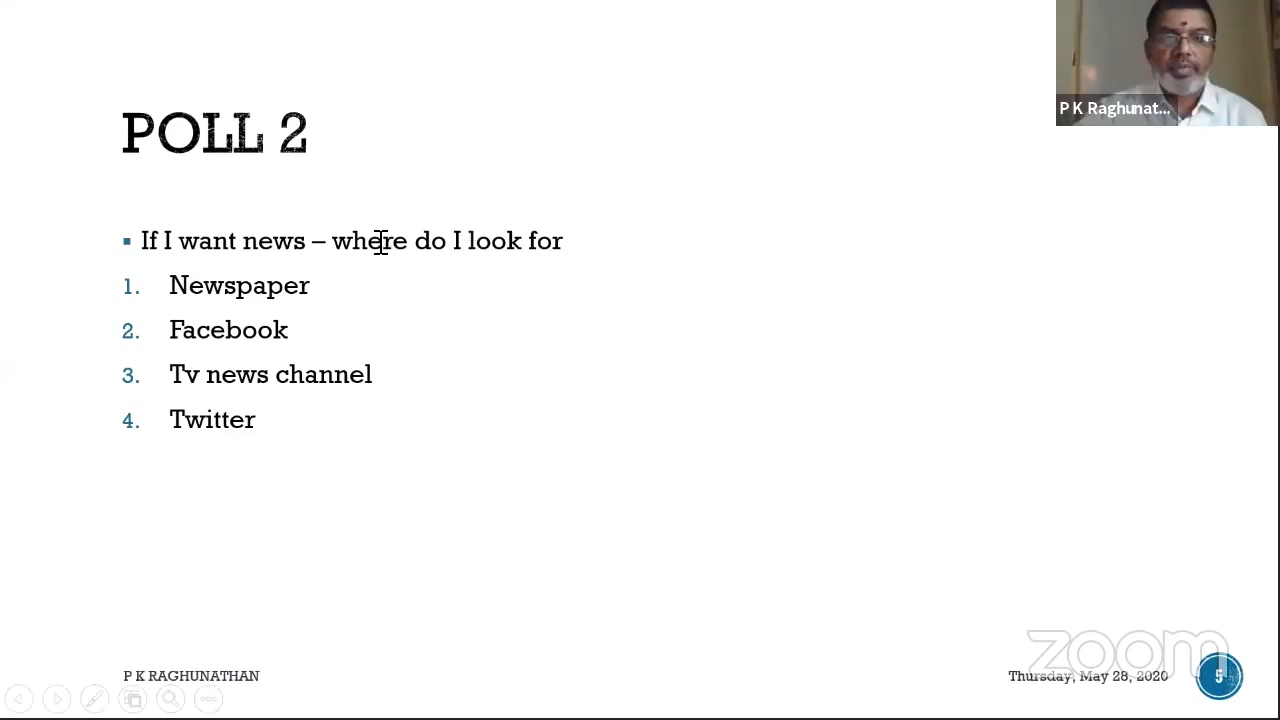 P K Raghunat...
POLL 2
▪ If I want news – where do I look for
1. Newspaper
2. Facebook
3. Tv news channel
4. Twitter
zoom
P K RAGHUNATHAN
Thursday, May 28, 2020
5